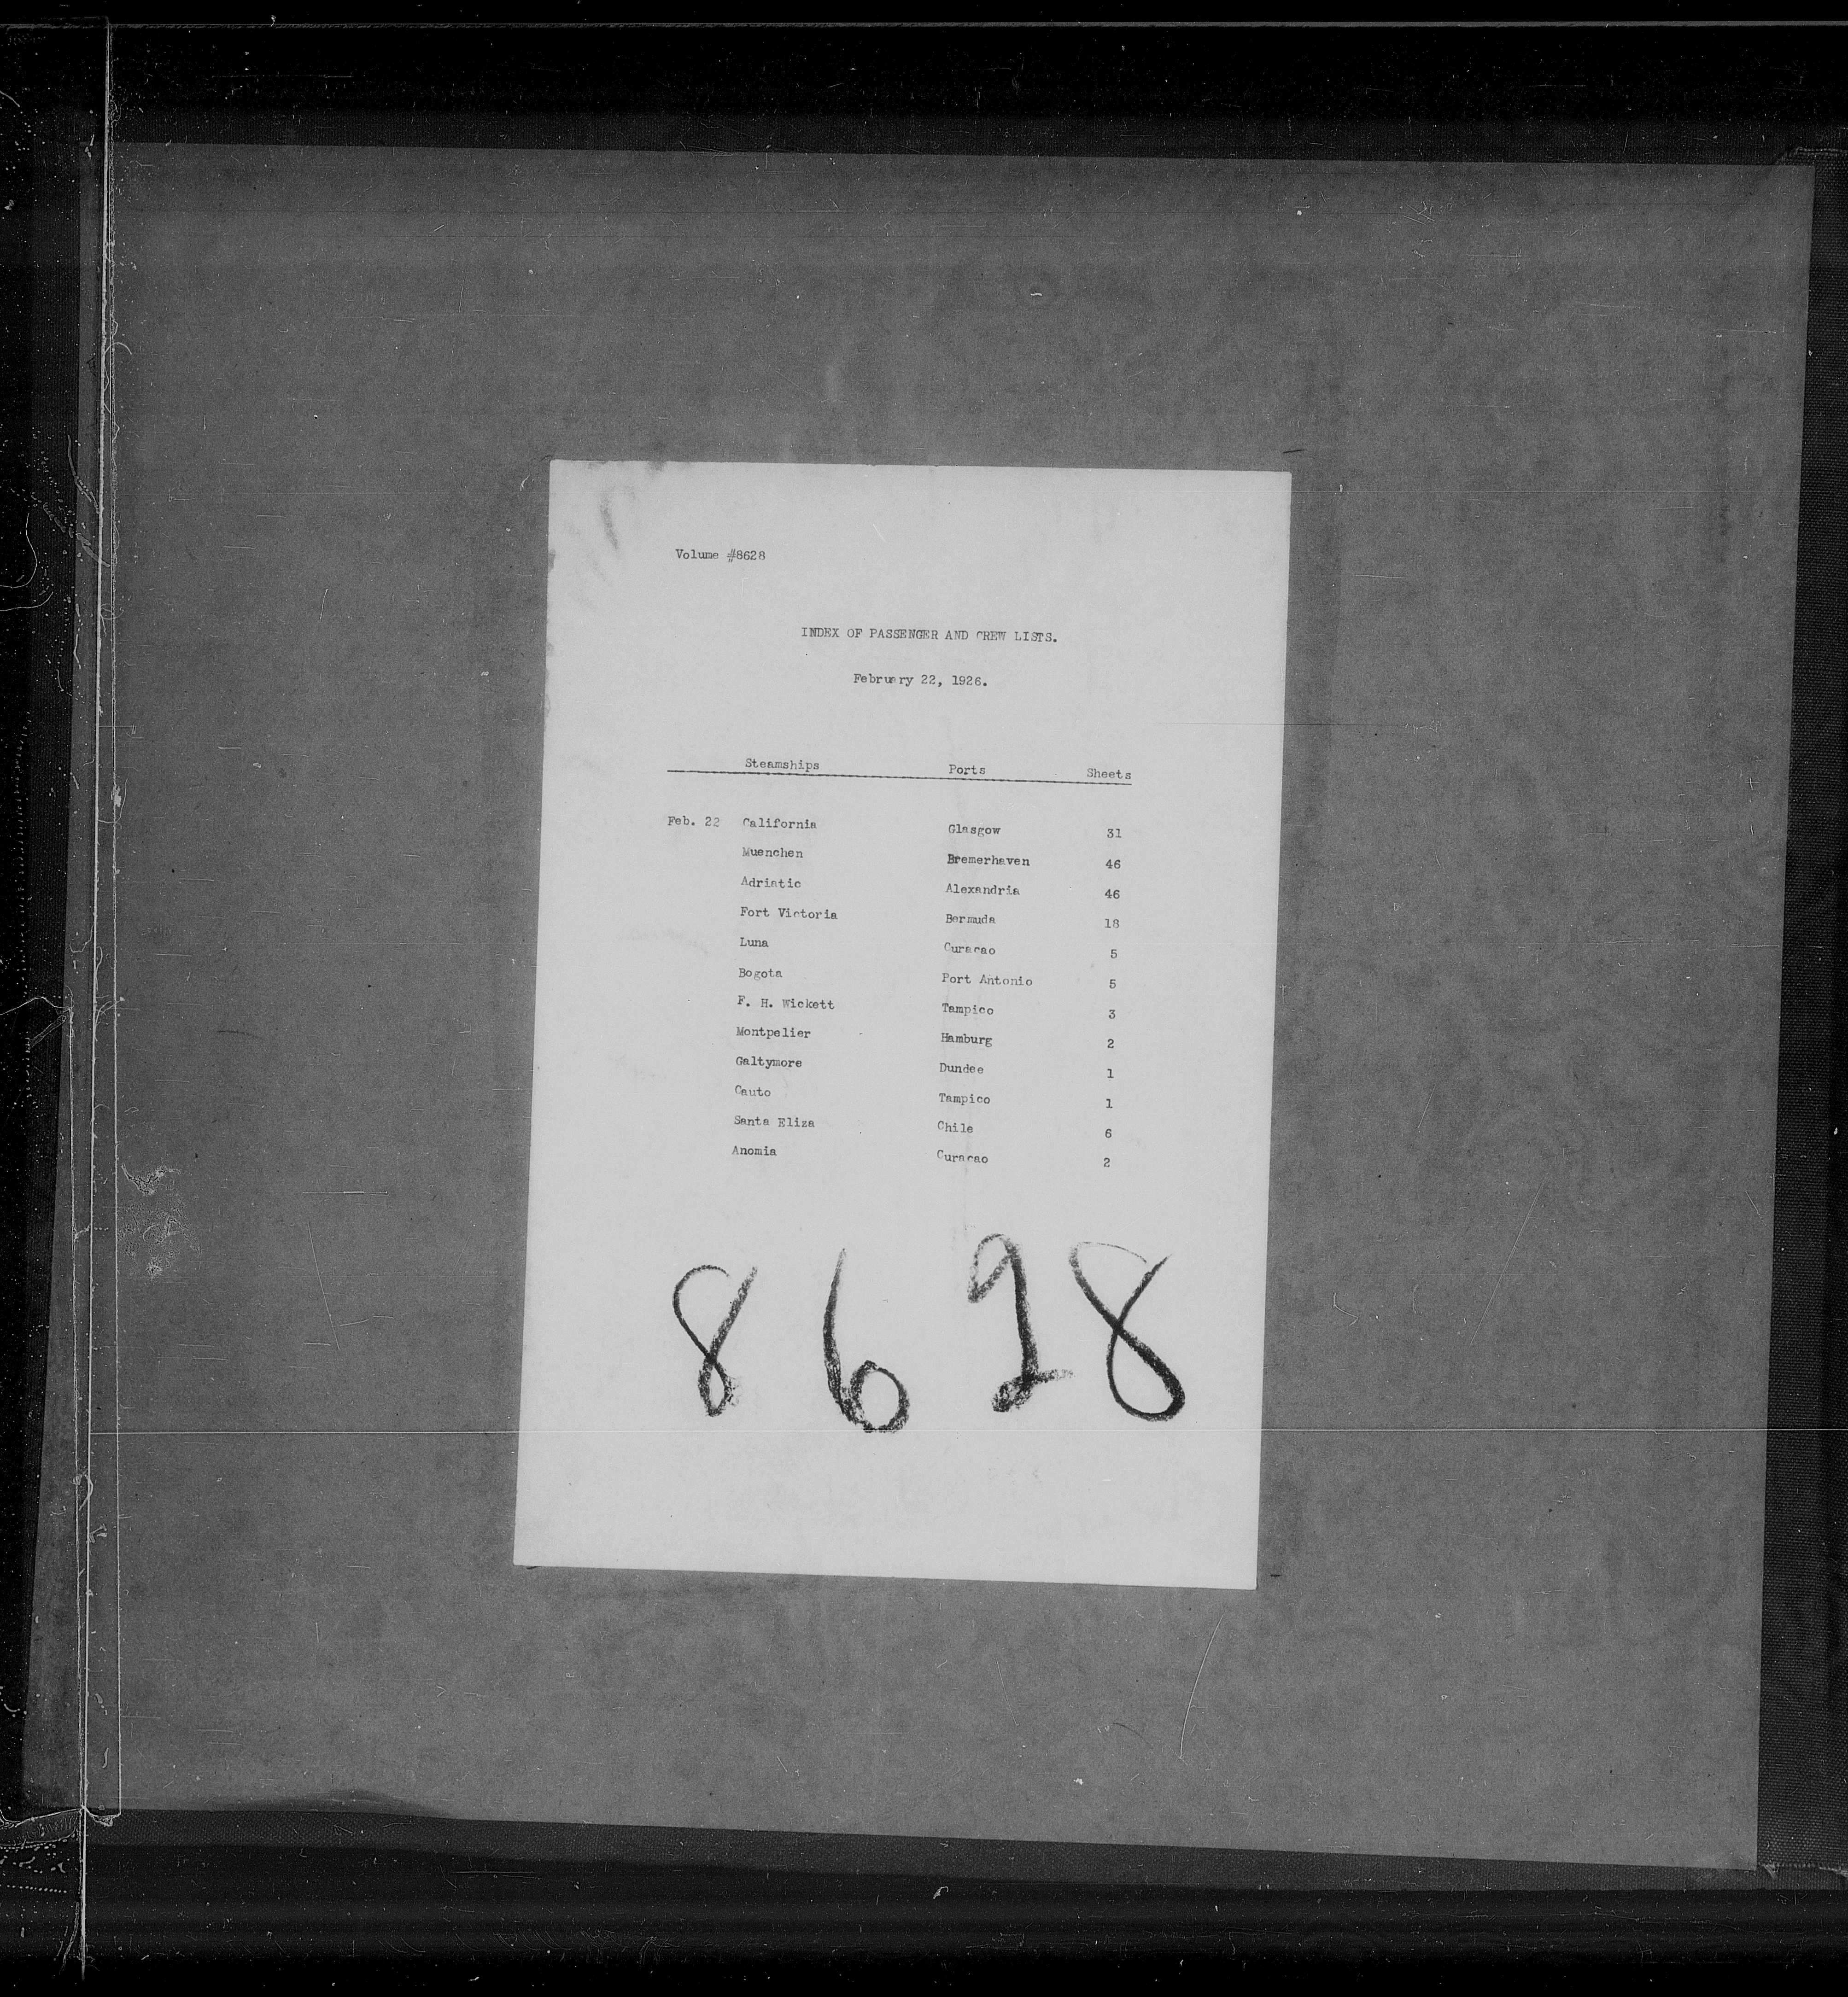 Volume #8628
INDEX OF PASSENGER AND CREW LISTS.
February 22, 1926.
Steamships Ports Sheets
Feb. 22 California Glasgow 31
Muenchen Bremerhaven 46
Adriatic Alexandria 46
Fort Victoria Bermuda 18
Luna Curacao 5
Bogota Port Antonio 5
F. H. Wickett Tampico 3
Montpelier Hamburg 2
Galtymore Dundee 1
Cauto Tampico 1
Santa Eliza Chile 6
Anomia Curacao 2
8628